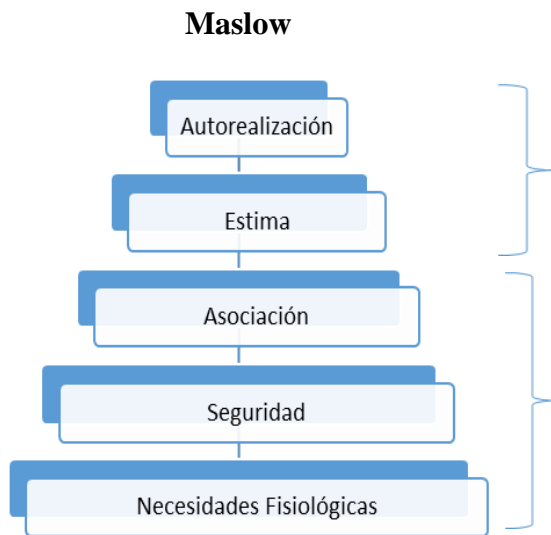 Maslow
Autorealización
Estima
Asociación
Seguridad
Necesidades Fisiológicas